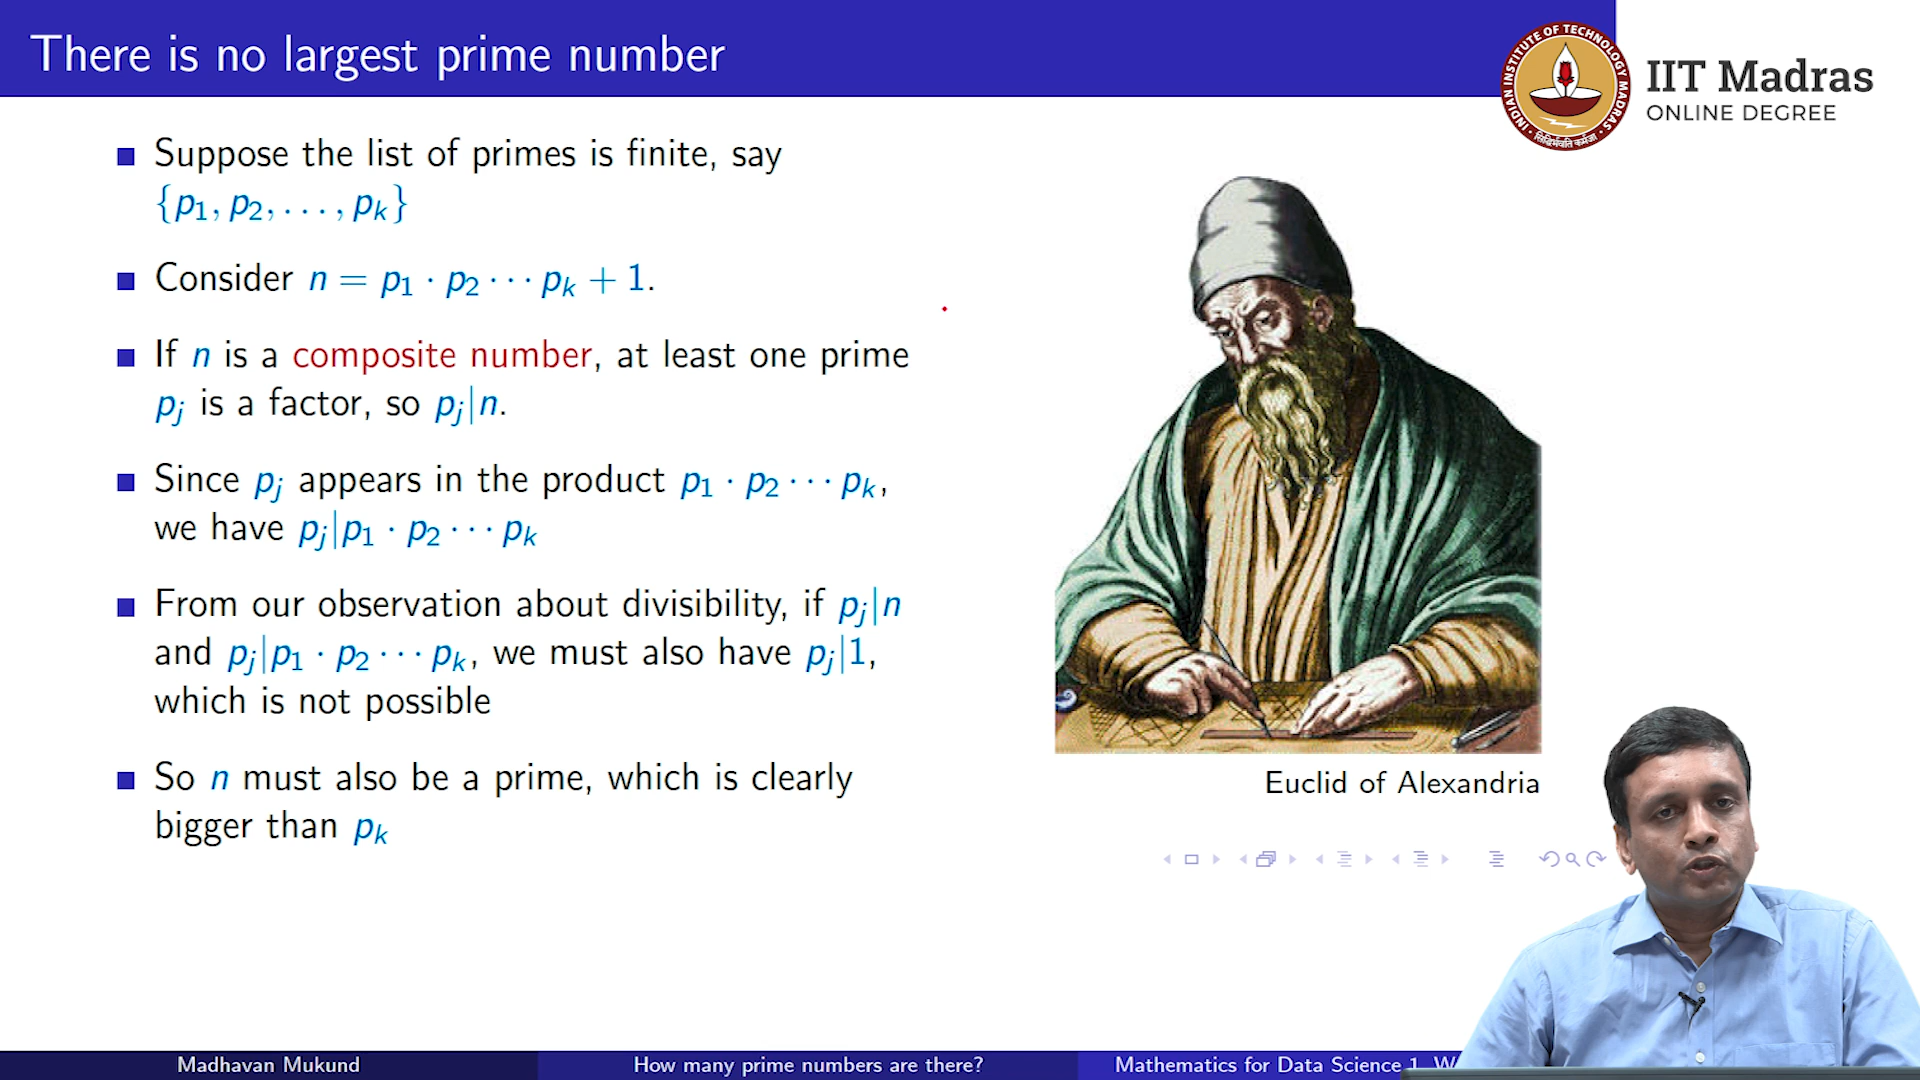 There is no largest prime number
INDIAN INSTITUTE OF TECHNOLOGY MADRAS
सिद्धिर्भवति कर्मजा
IIT Madras
ONLINE DEGREE
Suppose the list of primes is finite, say
{p₁, p₂, . . . , pₖ}
Consider n = p₁ · p₂ · · · pₖ + 1.
If n is a composite number, at least one prime
pⱼ is a factor, so pⱼ|n.
Since pⱼ appears in the product p₁ · p₂ · · · pₖ,
we have pⱼ|p₁ · p₂ · · · pₖ
From our observation about divisibility, if pⱼ|n
and pⱼ|p₁ · p₂ · · · pₖ, we must also have pⱼ|1,
which is not possible
So n must also be a prime, which is clearly
bigger than pₖ
Euclid of Alexandria
Madhavan Mukund
How many prime numbers are there?
Mathematics for Data Science 1